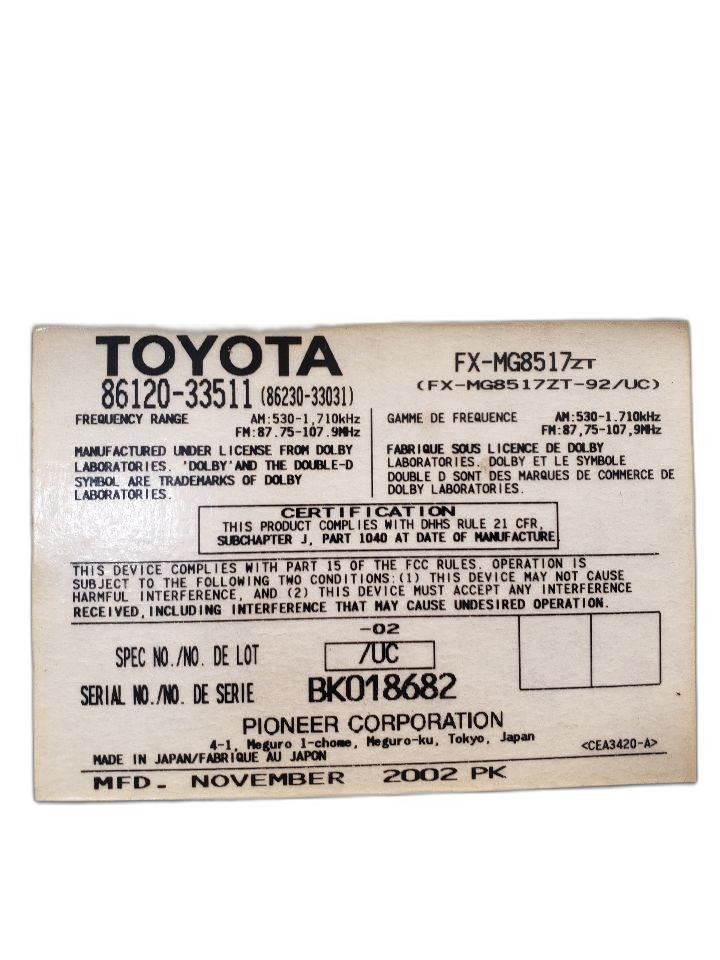 TOYOTA
86120-33511 (86230-33031)
FX-MG8517ZT
(FX-MG8517ZT-92/UC)
FREQUENCY RANGE AM:530-1,710kHz
FM:87.75-107.9MHz
MANUFACTURED UNDER LICENSE FROM DOLBY
LABORATORIES. 'DOLBY'AND THE DOUBLE-D
SYMBOL ARE TRADEMARKS OF DOLBY
LABORATORIES.
GAMME DE FREQUENCE AM:530-1.710kHz
FM:87,75-107,9MHz
FABRIQUE SOUS LICENCE DE DOLBY
LABORATORIES. DOLBY ET LE SYMBOLE
DOUBLE D SONT DES MARQUES DE COMMERCE DE
DOLBY LABORATORIES.
CERTIFICATION
THIS PRODUCT COMPLIES WITH DHHS RULE 21 CFR,
SUBCHAPTER J, PART 1040 AT DATE OF MANUFACTURE.
THIS DEVICE COMPLIES WITH PART 15 OF THE FCC RULES. OPERATION IS
SUBJECT TO THE FOLLOWING TWO CONDITIONS:(1) THIS DEVICE MAY NOT CAUSE
HARMFUL INTERFERENCE, AND (2) THIS DEVICE MUST ACCEPT ANY INTERFERENCE
RECEIVED, INCLUDING INTERFERENCE THAT MAY CAUSE UNDESIRED OPERATION.
-02
SPEC NO./NO. DE LOT /UC
SERIAL NO./NO. DE SERIE BK018682
PIONEER CORPORATION
4-1, Meguro 1-chome, Meguro-ku, Tokyo, Japan
MADE IN JAPAN/FABRIQUE AU JAPON <CEA3420-A>
MFD. NOVEMBER 2002 PK